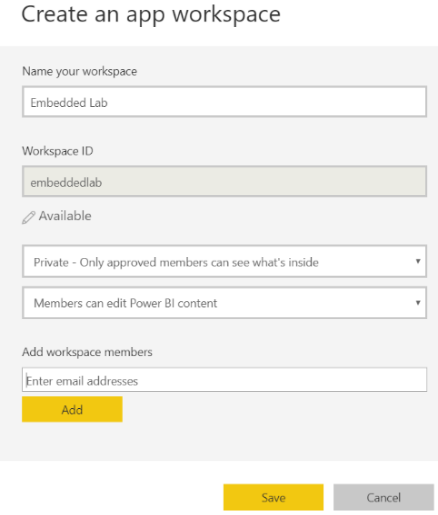 Create an app workspace
Name your workspace
Embedded Lab
Workspace ID
embeddedlab
Available
Private - Only approved members can see what's inside
Members can edit Power BI content
Add workspace members
Enter email addresses
Add
Save Cancel